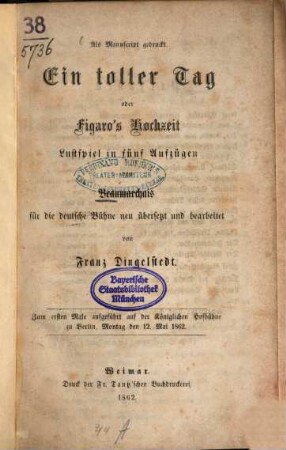 38
5736
Als Manuscript gedruckt.
Ein toller Tag
oder
Figaro's Hochzeit
Lustspiel in fünf Aufzügen
Beaumarchais
für die deutsche Bühne neu übersetzt und bearbeitet
von
Franz Dingelstedt.
Bayerische
Staatsbibliothek
München
Zum ersten Male aufgeführt auf der Königlichen Hofbühne
zu Berlin, Montag den 12. Mai 1862.
Weimar.
Druck der Fr. Tantz'schen Buchdruckerei
1862.